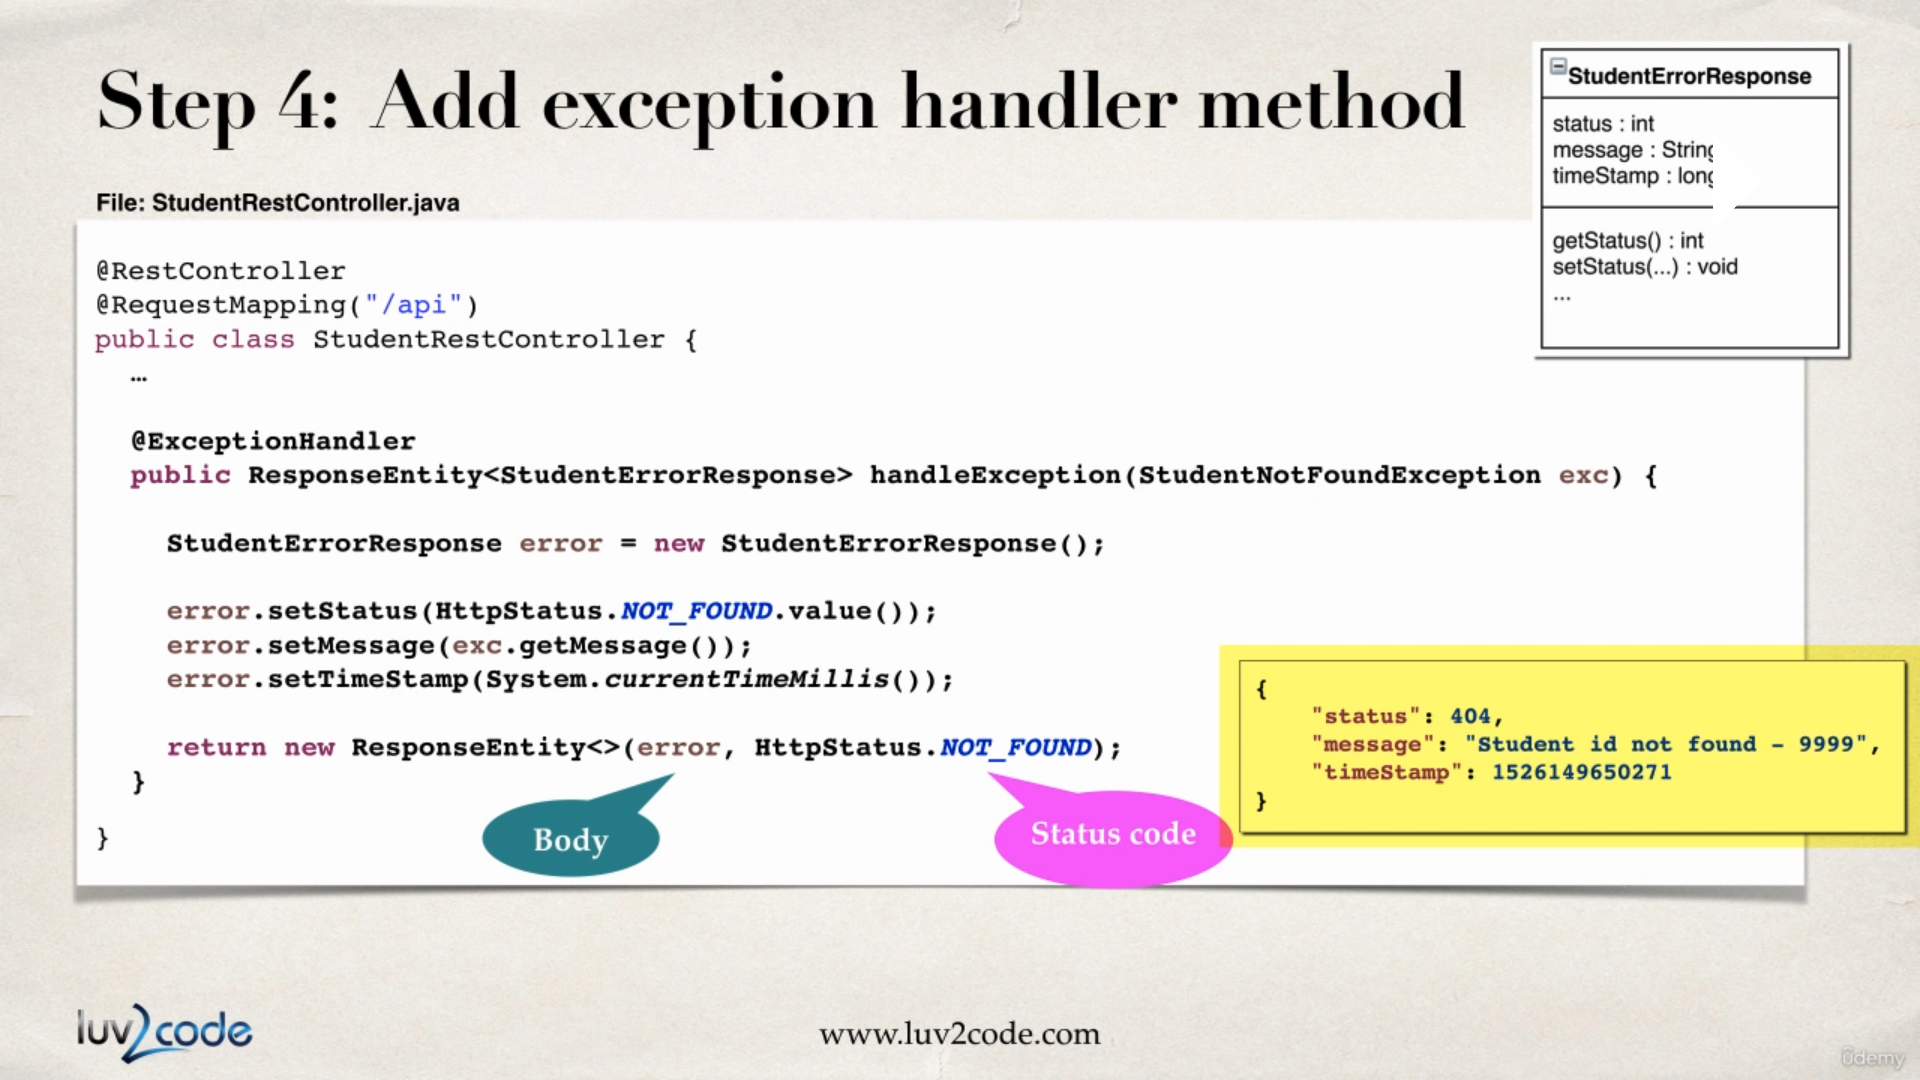 Step 4: Add exception handler method
StudentErrorResponse
status : int
message : String
timeStamp : long
getStatus() : int
setStatus(...) : void
...
File: StudentRestController.java
@RestController
@RequestMapping("/api")
public class StudentRestController {
…
@ExceptionHandler
public ResponseEntity<StudentErrorResponse> handleException(StudentNotFoundException exc) {
StudentErrorResponse error = new StudentErrorResponse();
error.setStatus(HttpStatus.NOT_FOUND.value());
error.setMessage(exc.getMessage());
error.setTimeStamp(System.currentTimeMillis());
return new ResponseEntity<>(error, HttpStatus.NOT_FOUND);
}
}
Body
Status code
{
"status": 404,
"message": "Student id not found - 9999",
"timeStamp": 1526149650271
}
luv2code
www.luv2code.com
ûdemy